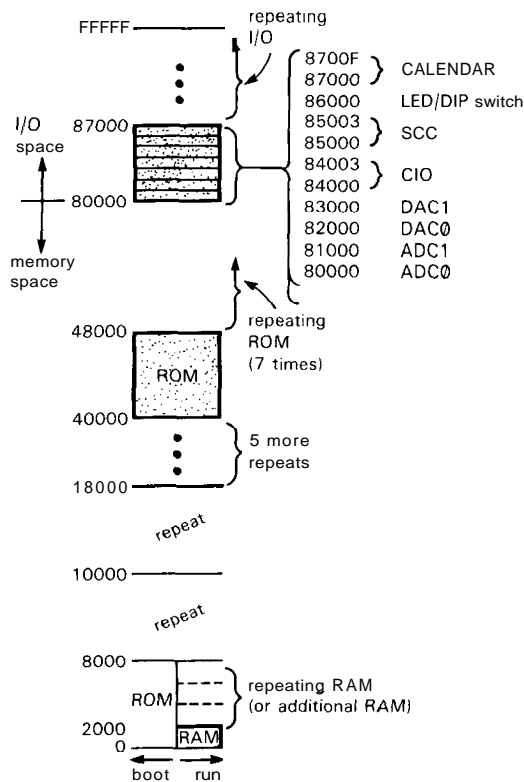 FFFFF
repeating
I/O
8700F
87000
CALENDAR
86000
LED/DIP switch
85003
85000
SCC
84003
84000
CIO
83000
DAC1
82000
DAC0
81000
ADC1
80000
ADC0
I/O
space
87000
80000
memory
space
48000
repeating
ROM
(7 times)
ROM
40000
5 more
repeats
18000
repeat
10000
repeat
8000
ROM
repeating RAM
(or additional RAM)
2000
RAM
0
boot
run